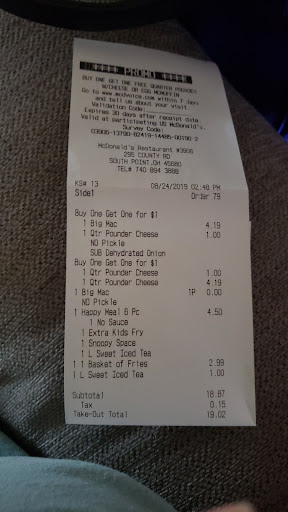 **** PROMO ****
BUY ONE GET ONE FREE QUARTER POUNDER
W/CHEESE OR EGG MCMUFFIN
Go to www.mcdvoice.com within 7 days
and tell us about your visit.
Validation Code:
Expires 30 days after receipt date.
Valid at participating US McDonald's.
Survey Code:
03906-13790-82419-14485-00190-2
McDonald's Restaurant #3906
295 COUNTY RD
SOUTH POINT,OH 45680
TEL# 740 894 3888
KS# 13 08/24/2019 02:48 PM
Side1 Order 79
Buy One Get One for $1
1 Big Mac 4.19
1 Qtr Pounder Cheese 1.00
NO Pickle
SUB Dehydrated Onion
Buy One Get One for $1
1 Qtr Pounder Cheese 1.00
1 Qtr Pounder Cheese 4.19
1 Big Mac 1P 0.00
NO Pickle
1 Happy Meal 6 Pc 4.50
1 No Sauce
1 Extra Kids Fry
1 Snoopy Space
1 L Sweet Iced Tea
1 1 Basket of Fries 2.99
1 L Sweet Iced Tea 1.00
Subtotal 18.87
Tax 0.15
Take-Out Total 19.02